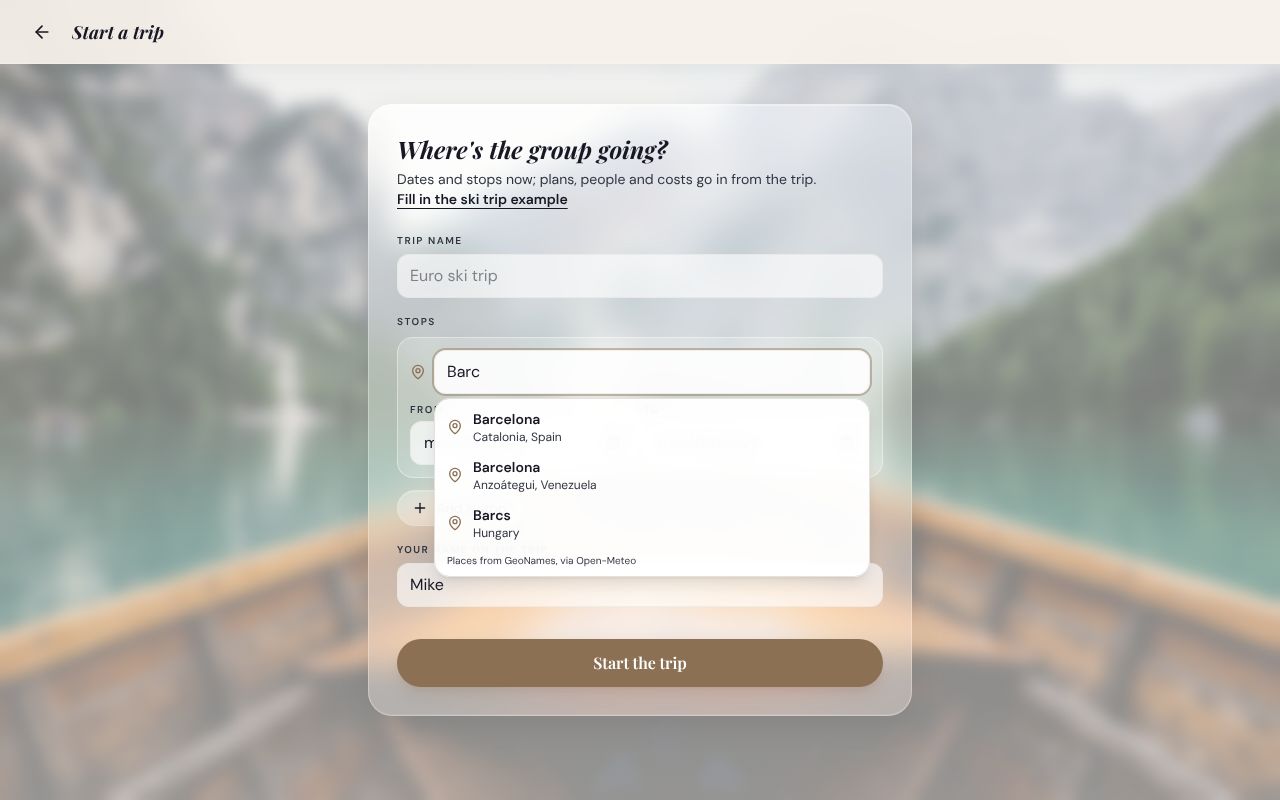 Start a trip
Where's the group going?
Dates and stops now; plans, people and costs go in from the trip.
Fill in the ski trip example
TRIP NAME
Euro ski trip
STOPS
Barc
Barcelona
Catalonia, Spain
Barcelona
Anzoátegui, Venezuela
Barcs
Hungary
Places from GeoNames, via Open-Meteo
YOUR
Mike
Start the trip